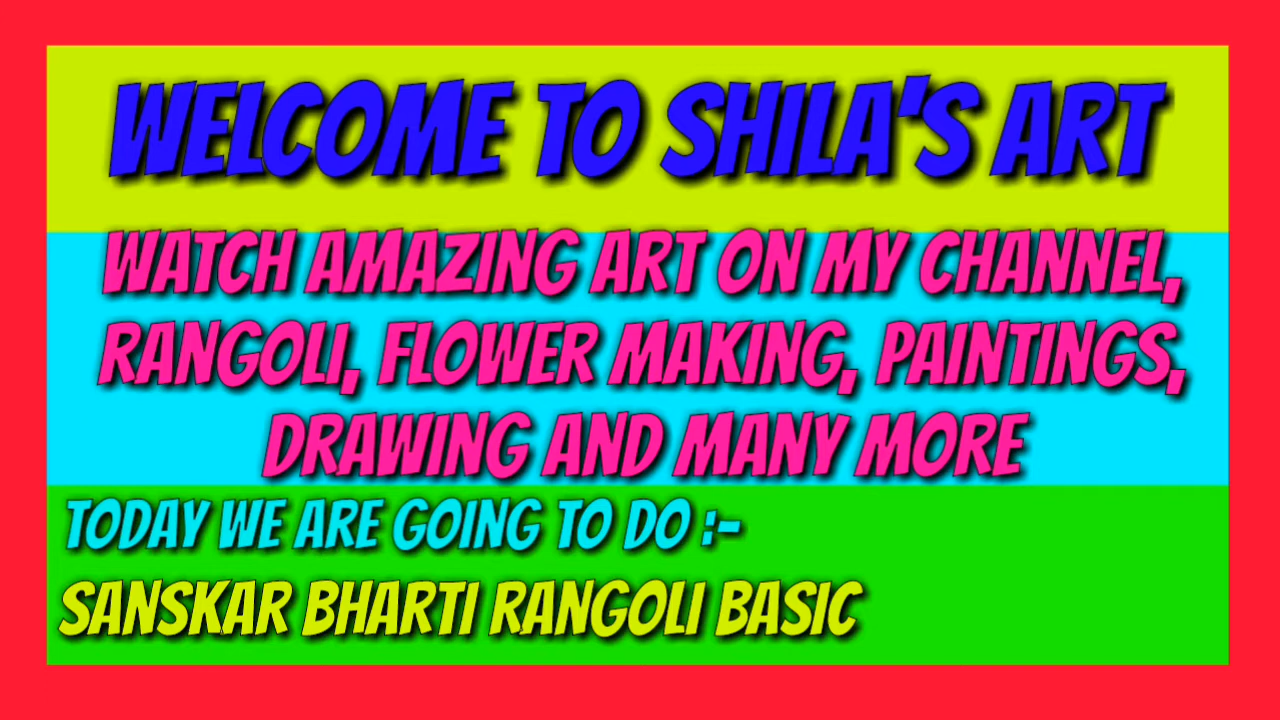 WELCOME TO SHILA'S ART
WATCH AMAZING ART ON MY CHANNEL,
RANGOLI, FLOWER MAKING, PAINTINGS,
DRAWING AND MANY MORE
TODAY WE ARE GOING TO DO :-
SANSKAR BHARTI RANGOLI BASIC